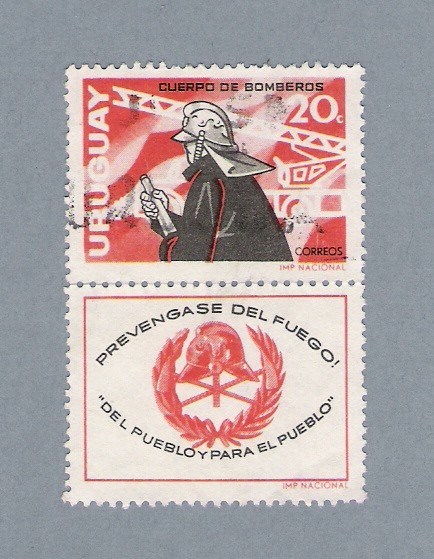 CUERPO DE BOMBEROS
20c
URUGUAY
CORREOS
IMP NACIONAL
PREVENGASE DEL FUEGO!
"DEL PUEBLO Y PARA EL PUEBLO"
IMP NACIONAL